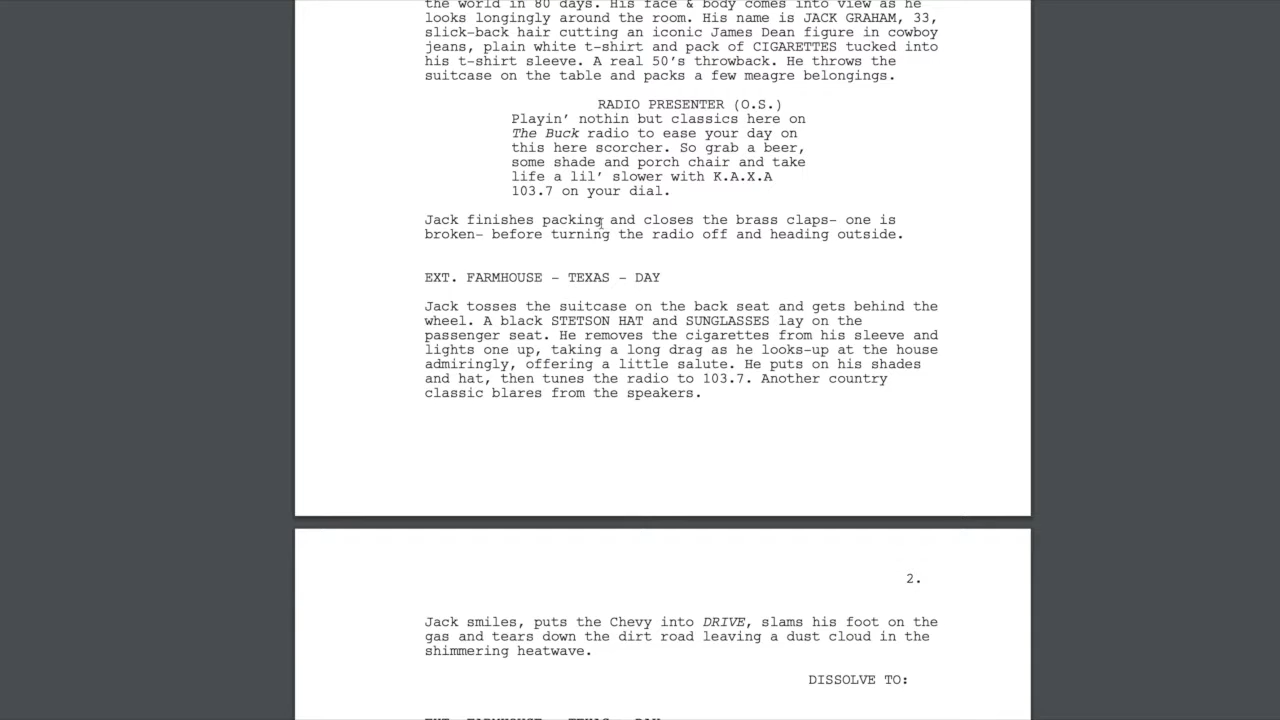 the world in 80 days. His face & body comes into view as he
looks longingly around the room. His name is JACK GRAHAM, 33,
slick-back hair cutting an iconic James Dean figure in cowboy
jeans, plain white t-shirt and pack of CIGARETTES tucked into
his t-shirt sleeve. A real 50's throwback. He throws the
suitcase on the table and packs a few meagre belongings.
RADIO PRESENTER (O.S.)
Playin' nothin but classics here on
The Buck radio to ease your day on
this here scorcher. So grab a beer,
some shade and porch chair and take
life a lil' slower with K.A.X.A
103.7 on your dial.
Jack finishes packing and closes the brass claps- one is
broken- before turning the radio off and heading outside.
EXT. FARMHOUSE - TEXAS - DAY
Jack tosses the suitcase on the back seat and gets behind the
wheel. A black STETSON HAT and SUNGLASSES lay on the
passenger seat. He removes the cigarettes from his sleeve and
lights one up, taking a long drag as he looks-up at the house
admiringly, offering a little salute. He puts on his shades
and hat, then tunes the radio to 103.7. Another country
classic blares from the speakers.
2.
Jack smiles, puts the Chevy into DRIVE, slams his foot on the
gas and tears down the dirt road leaving a dust cloud in the
shimmering heatwave.
DISSOLVE TO:
EXT. FARMHOUSE - TEXAS - DAY